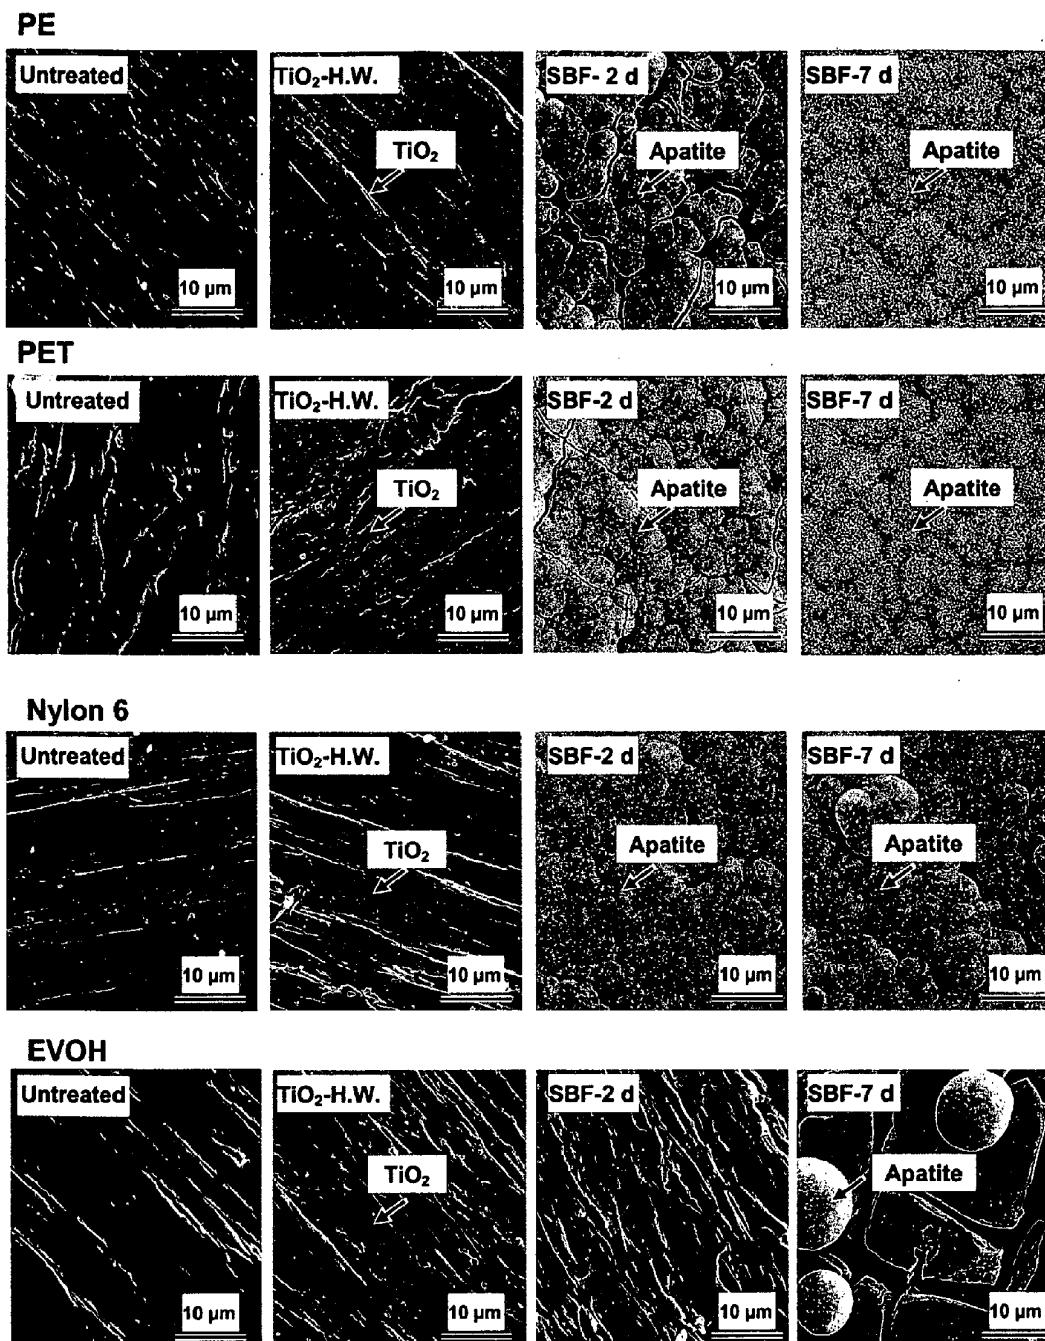 PE
Untreated
TiO₂-H.W.
SBF- 2 d
SBF-7 d
TiO₂
Apatite
Apatite
10 µm
10 µm
10 µm
10 µm
PET
Untreated
TiO₂-H.W.
SBF-2 d
SBF-7 d
TiO₂
Apatite
Apatite
10 µm
10 µm
10 µm
10 µm
Nylon 6
Untreated
TiO₂-H.W.
SBF-2 d
SBF-7 d
TiO₂
Apatite
Apatite
10 µm
10 µm
10 µm
10 µm
EVOH
Untreated
TiO₂-H.W.
SBF-2 d
SBF-7 d
TiO₂
Apatite
10 µm
10 µm
10 µm
10 µm